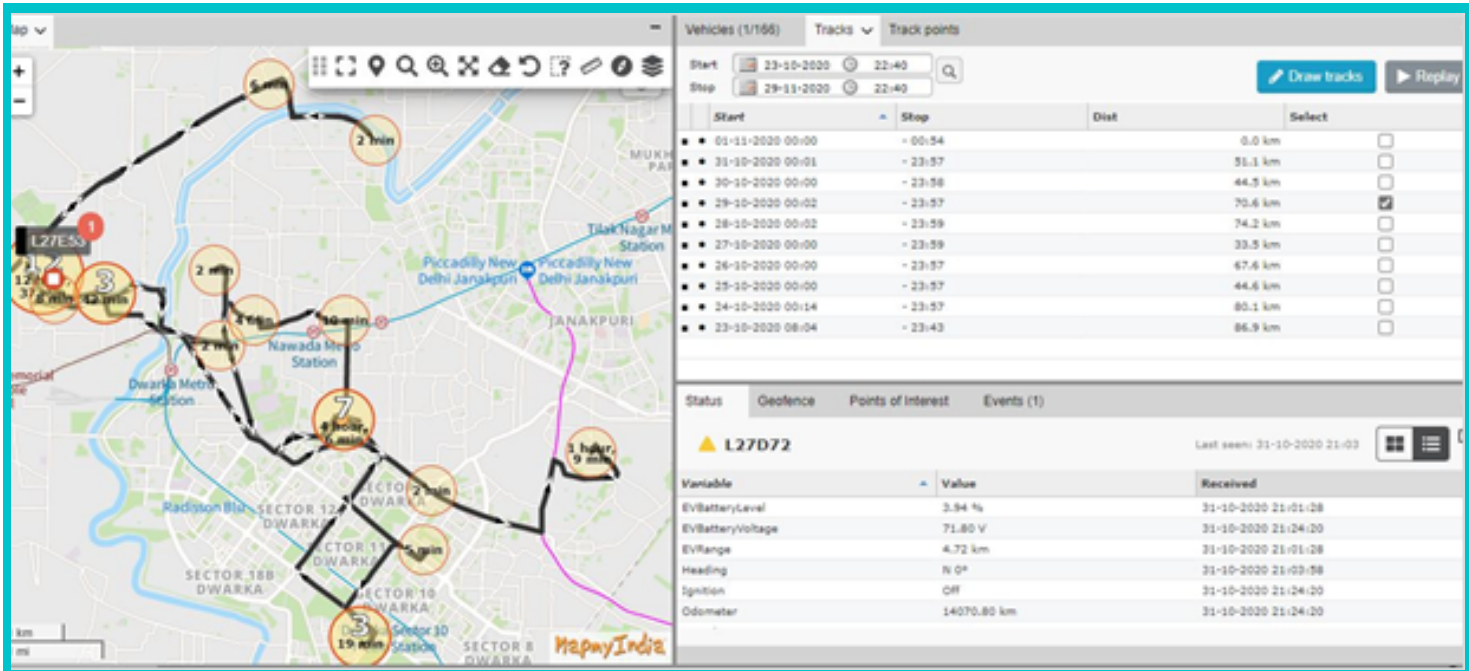 Map
Vehicles (1/166) Tracks Track points
Start 23-10-2020 22:40
Stop 29-11-2020 22:40
Draw tracks Replay
Start Stop Dist Select
01-11-2020 00:00 - 00:54 0.0 km
31-10-2020 00:01 - 23:57 51.1 km
30-10-2020 00:00 - 23:58 44.5 km
29-10-2020 00:02 - 23:57 70.6 km
28-10-2020 00:02 - 23:59 74.2 km
27-10-2020 00:00 - 23:59 33.5 km
26-10-2020 00:00 - 23:57 67.6 km
25-10-2020 00:00 - 23:57 44.6 km
24-10-2020 00:14 - 23:57 80.1 km
23-10-2020 08:04 - 23:43 86.9 km
Status Geofence Points of Interest Events (1)
L27D72 Last seen: 31-10-2020 21:03
Variable Value Received
EVBatteryLevel 3.94 % 31-10-2020 21:01:28
EVBatteryVoltage 71.80 V 31-10-2020 21:24:20
EVRange 4.72 km 31-10-2020 21:01:28
Heading N 0° 31-10-2020 21:03:58
Ignition Off 31-10-2020 21:24:20
Odometer 14070.80 km 31-10-2020 21:24:20
+
−
5 min
2 min
1
L27E53
12
3
8 min
12 min
2 min
Tilak Nagar M
Station
Piccadilly New
Delhi Janakpuri
Piccadilly New
Delhi Janakpuri
10 min
2 min
JANAKPURI
Nawada Metro
Station
Dwarka Metro
Station
7
4 hour,
6 min
1 hour,
9 min
2 min
Radisson Blu
SECTOR 12
DWARKA
SECTOR 11
DWARKA
5 min
SECTOR 18B
DWARKA
SECTOR 10
DWARKA
3
19 min
Sector 10
Station
SECTOR 8
DWARKA
km
mi
MapmyIndia